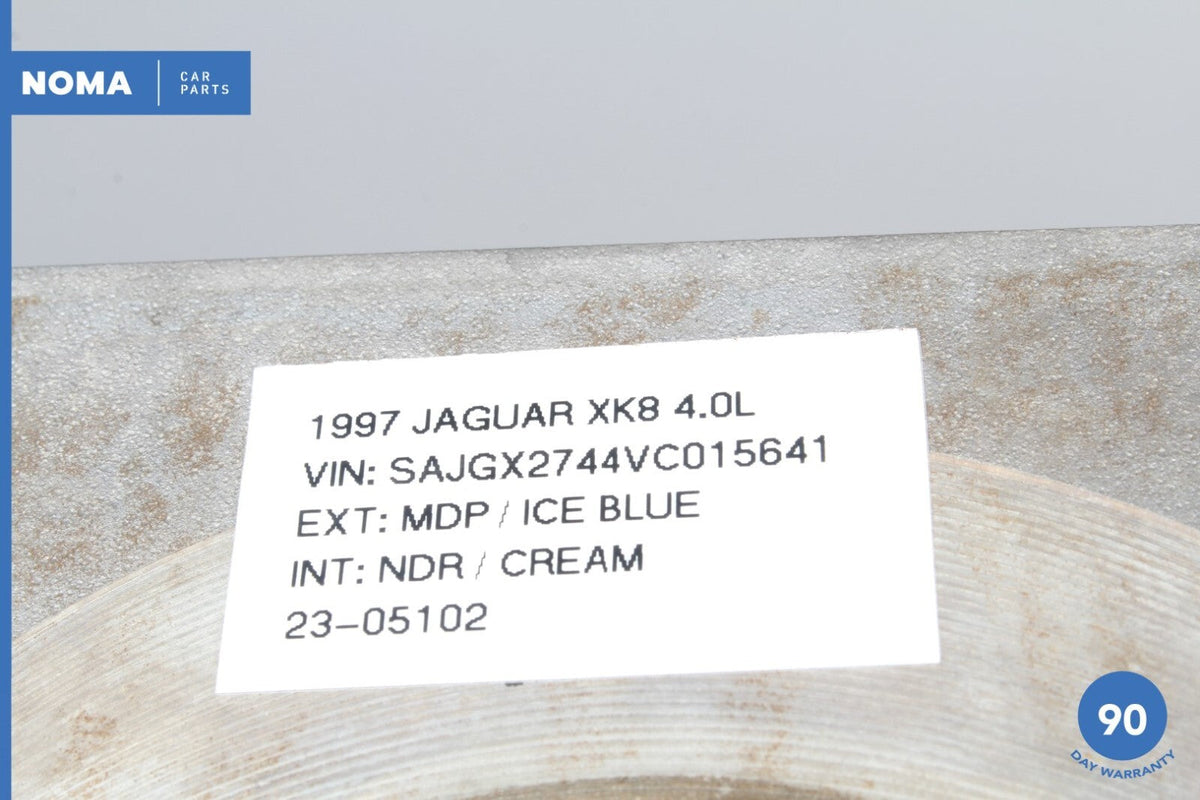 NOMA
CAR
PARTS
1997 JAGUAR XK8 4.0L
VIN: SAJGX2744VC015641
EXT: MDP / ICE BLUE
INT: NDR / CREAM
23-05102
90
DAY WARRANTY